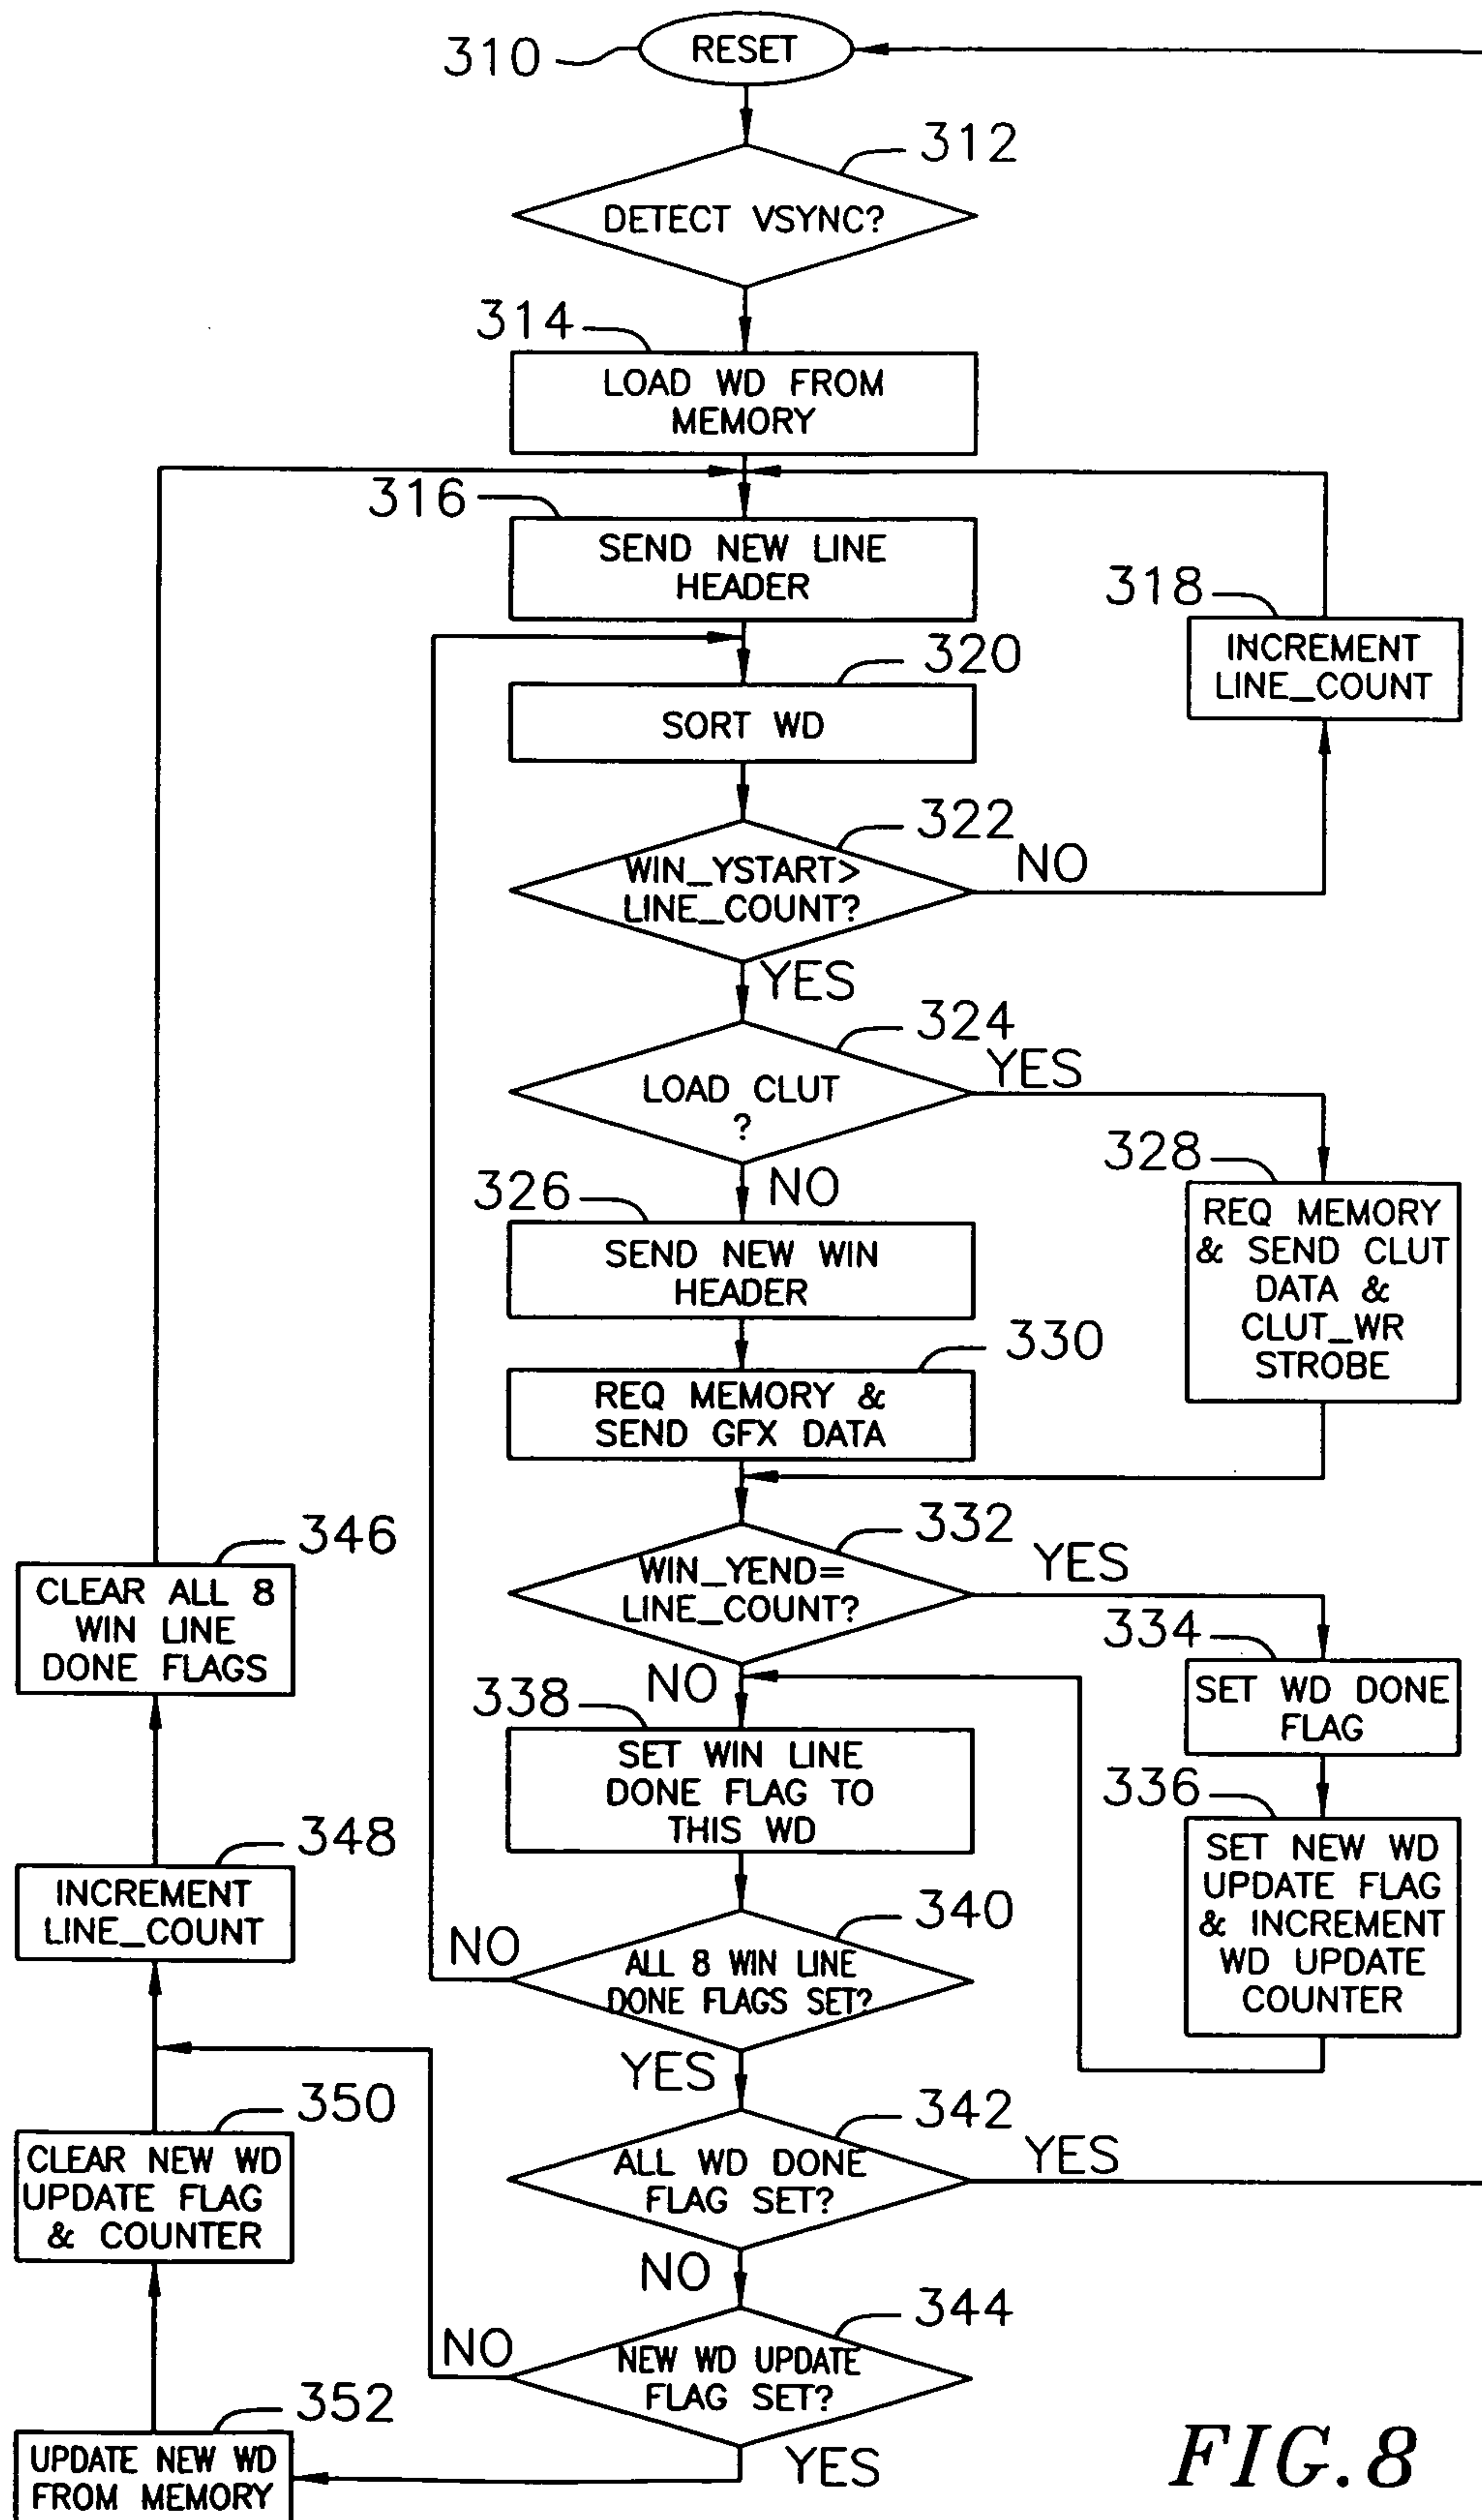 310
RESET
312
DETECT VSYNC?
314
LOAD WD FROM
MEMORY
316
SEND NEW LINE
HEADER
318
INCREMENT
LINE_COUNT
320
SORT WD
322
WIN_YSTART>
LINE_COUNT?
NO
YES
324
LOAD CLUT
?
YES
NO
326
SEND NEW WIN
HEADER
328
REQ MEMORY
& SEND CLUT
DATA &
CLUT_WR
STROBE
330
REQ MEMORY &
SEND GFX DATA
332
WIN_YEND=
LINE_COUNT?
YES
NO
334
SET WD DONE
FLAG
336
SET NEW WD
UPDATE FLAG
& INCREMENT
WD UPDATE
COUNTER
338
SET WIN LINE
DONE FLAG TO
THIS WD
340
ALL 8 WIN LINE
DONE FLAGS SET?
NO
YES
342
ALL WD DONE
FLAG SET?
YES
NO
344
NEW WD UPDATE
FLAG SET?
NO
YES
346
CLEAR ALL 8
WIN LINE
DONE FLAGS
348
INCREMENT
LINE_COUNT
350
CLEAR NEW WD
UPDATE FLAG
& COUNTER
352
UPDATE NEW WD
FROM MEMORY
FIG. 8